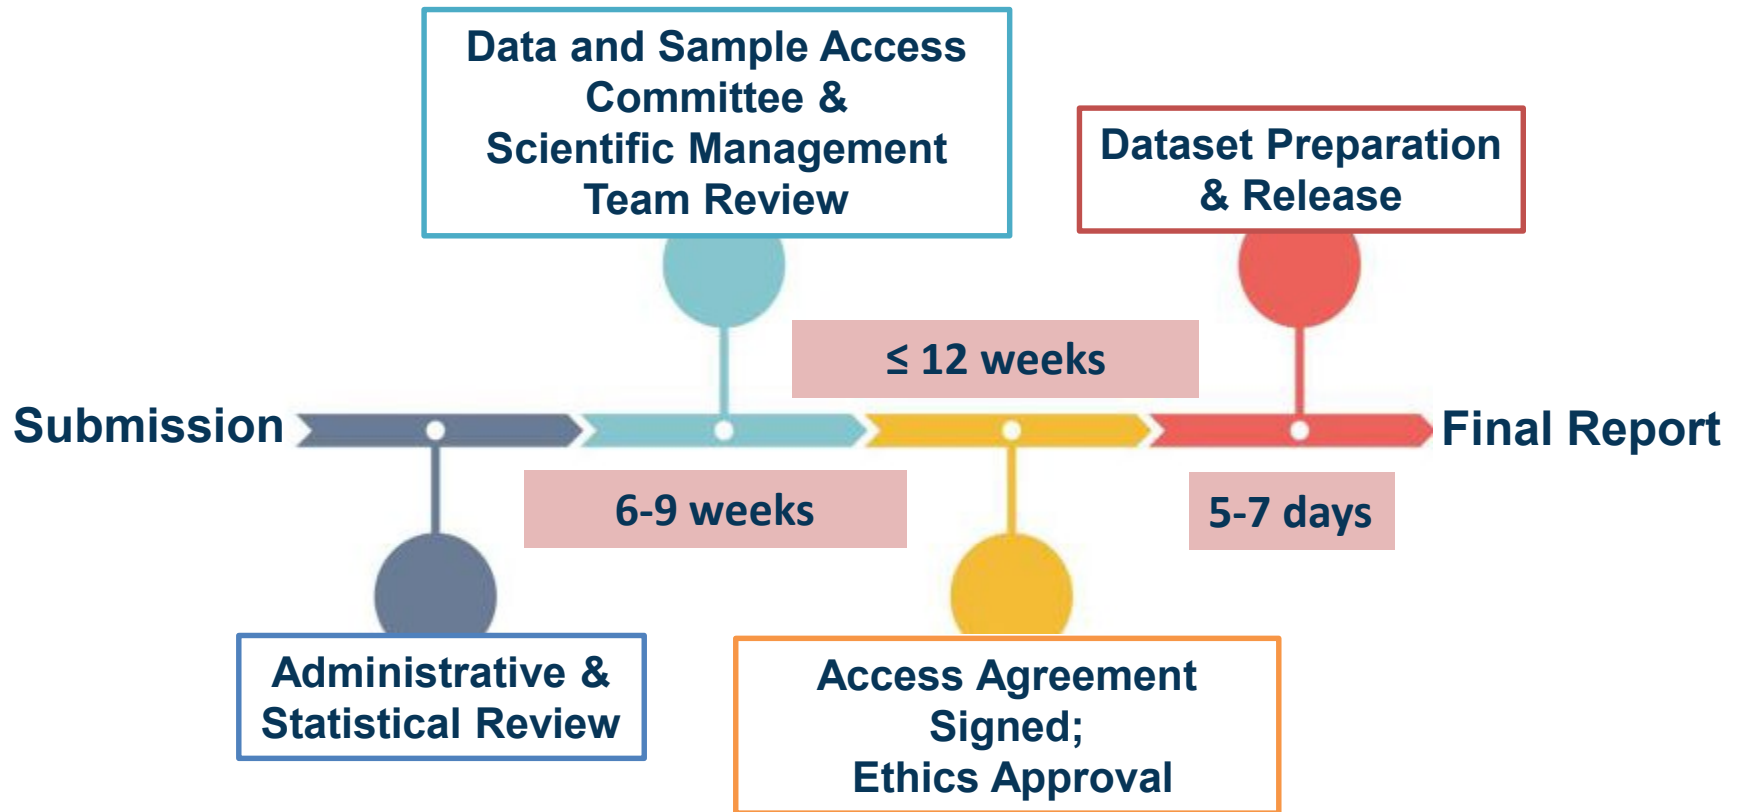 Data and Sample Access
Committee &
Scientific Management
Team Review
Dataset Preparation
& Release
≤ 12 weeks
Submission
Final Report
6-9 weeks
5-7 days
Administrative &
Statistical Review
Access Agreement
Signed;
Ethics Approval